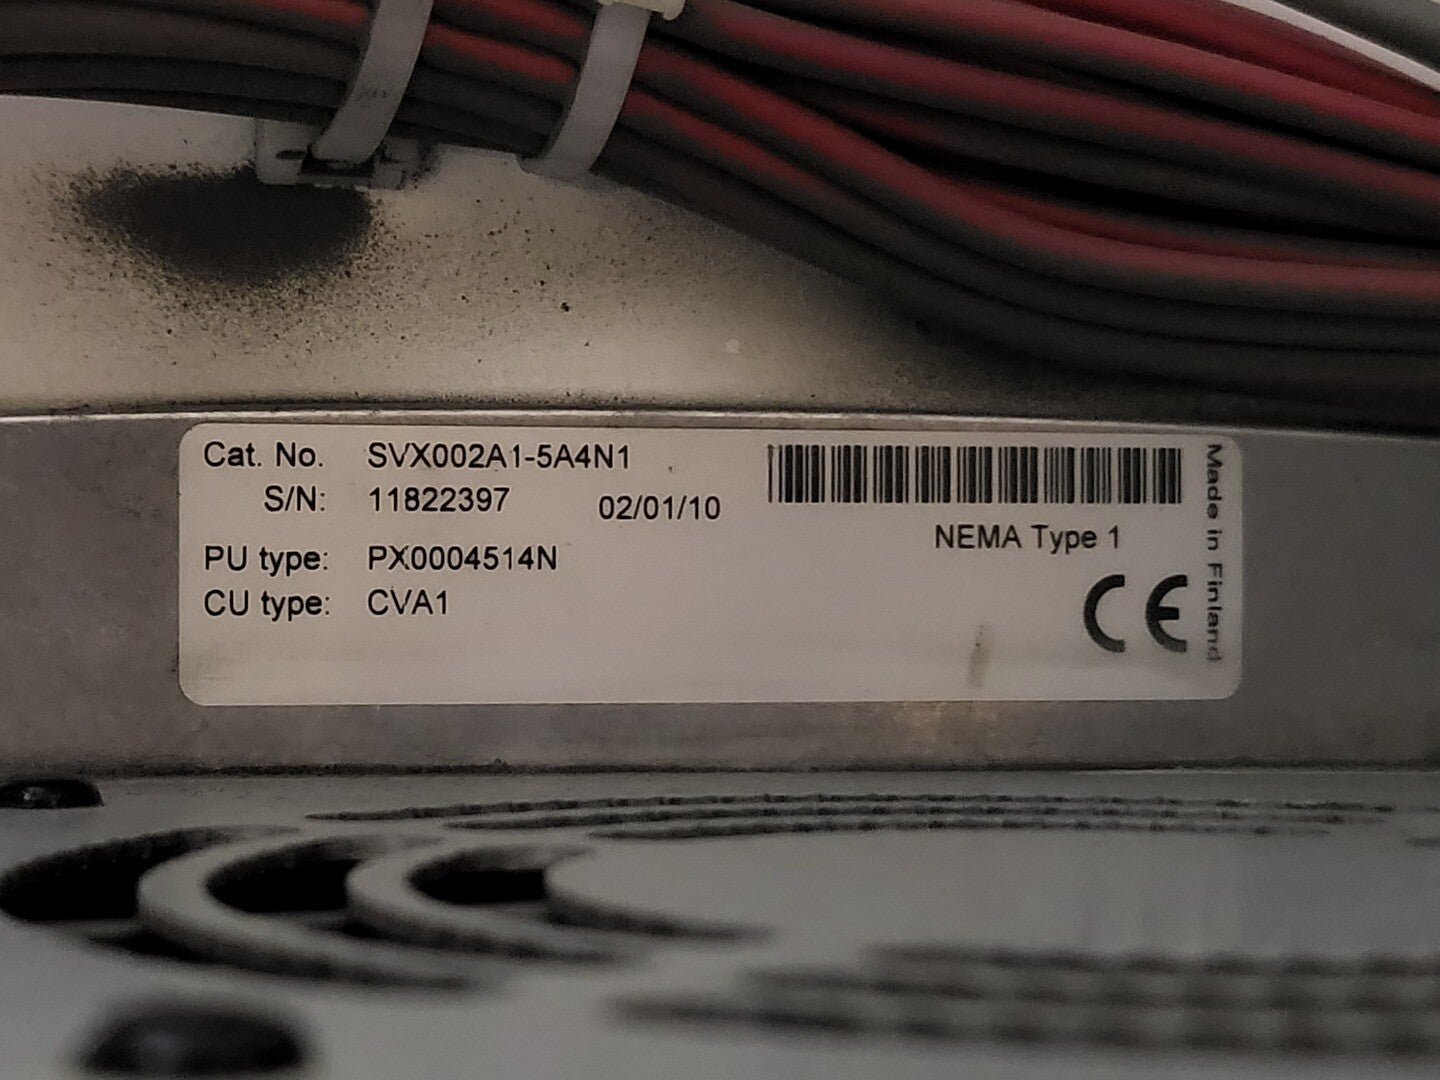 Cat. No. SVX002A1-5A4N1
S/N: 11822397 02/01/10
PU type: PX0004514N
CU type: CVA1
NEMA Type 1
CE
Made in Finland